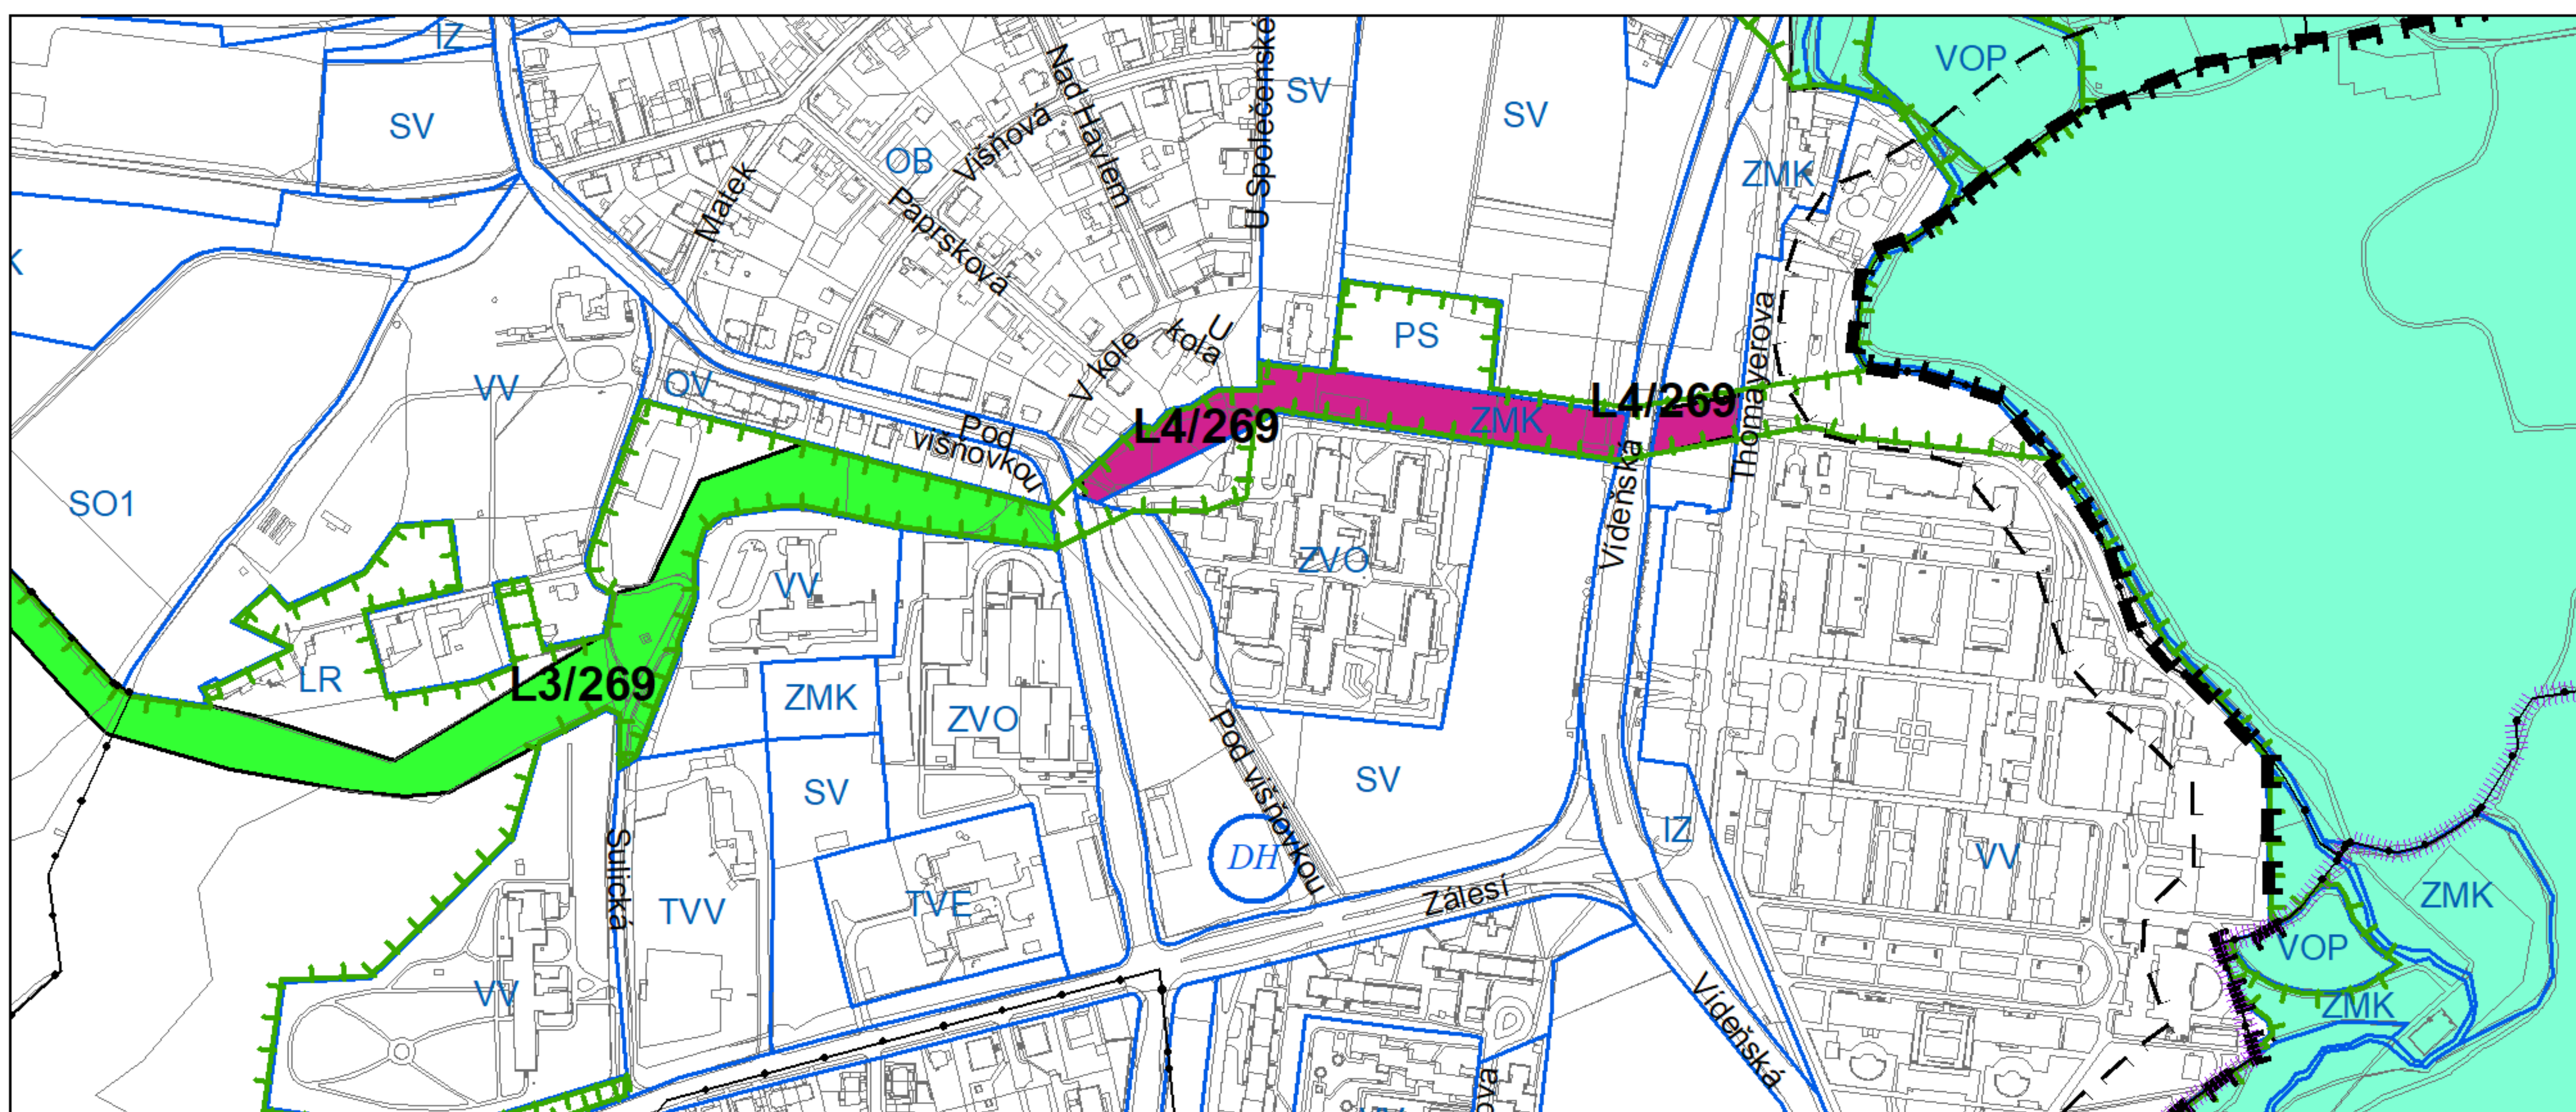 IZ
SV
OB
Matek
Višňová
Nad Havlem
Paprsková
U Společenské
SV
SV
VOP
ZMK
K
VV
OV
V kole
U
kola
PS
Thomayerova
L4/269
ZMK
L4/269
Pod
višňovkou
Vídeňská
SO1
VV
ZVO
LR
L3/269
ZMK
ZVO
SV
Pod višňovkou
SV
DH
IZ
VV
Sulická
TVV
TVE
Zálesí
ZMK
VOP
ZMK
VV
Vídeňská